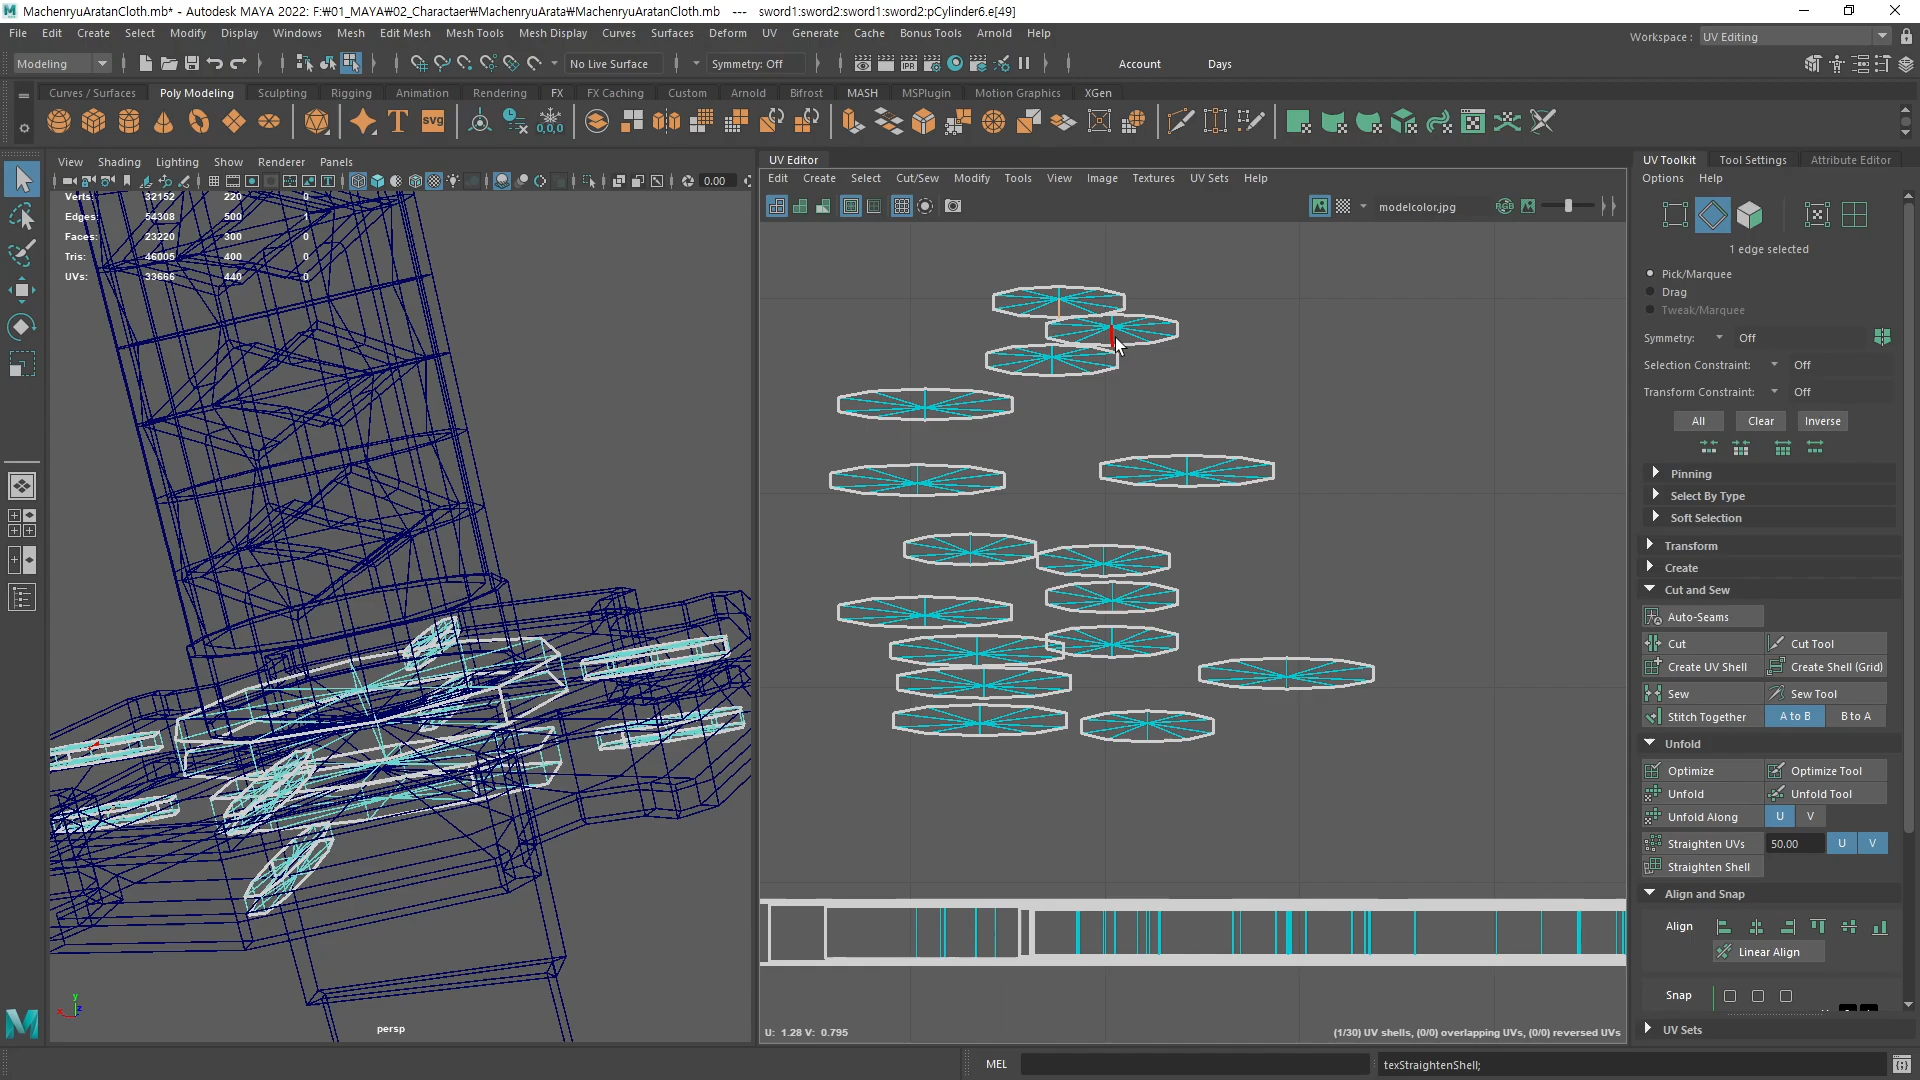 MachenryuAratanCloth.mb* - Autodesk MAYA 2022: F:₩01_MAYA₩02_Charactaer₩MachenryuArata₩MachenryuAratanCloth.mb --- sword1:sword2:sword1:sword2:pCylinder6.e[49]
File Edit Create Select Modify Display Windows Mesh Edit Mesh Mesh Tools Mesh Display Curves Surfaces Deform UV Generate Cache Bonus Tools Arnold Help
Workspace : UV Editing
Modeling No Live Surface Symmetry: Off IPR Account Days
Curves / Surfaces Poly Modeling Sculpting Rigging Animation Rendering FX FX Caching Custom Arnold Bifrost MASH MSPlugin Motion Graphics XGen
T svg 0,0,0
View Shading Lighting Show Renderer Panels
0.00
Verts: 32152 220 0
Edges: 54308 500 1
Faces: 23220 300 0
Tris: 46005 400 0
UVs: 33666 440 0
y
x z
persp
UV Editor
Edit Create Select Cut/Sew Modify Tools View Image Textures UV Sets Help
modelcolor.jpg RGB
U: 1.28 V: 0.795
(1/30) UV shells, (0/0) overlapping UVs, (0/0) reversed UVs
UV Toolkit Tool Settings Attribute Editor
Options Help
1 edge selected
Pick/Marquee
Drag
Tweak/Marquee
Symmetry: Off
Selection Constraint: Off
Transform Constraint: Off
All Clear Inverse
Pinning
Select By Type
Soft Selection
Transform
Create
Cut and Sew
Auto-Seams
Cut Cut Tool
Create UV Shell Create Shell (Grid)
Sew Sew Tool
Stitch Together A to B B to A
Unfold
Optimize Optimize Tool
Unfold Unfold Tool
Unfold Along U V
Straighten UVs 50.00 U V
Straighten Shell
Align and Snap
Align
Linear Align
Snap
UV Sets
MEL texStraightenShell;